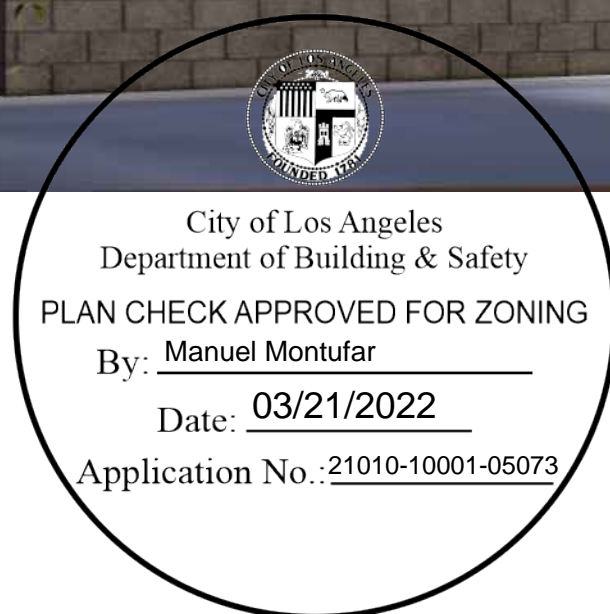 CITY OF LOS ANGELES
FOUNDED 1781
City of Los Angeles
Department of Building & Safety
PLAN CHECK APPROVED FOR ZONING
By: Manuel Montufar
Date: 03/21/2022
Application No.: 21010-10001-05073